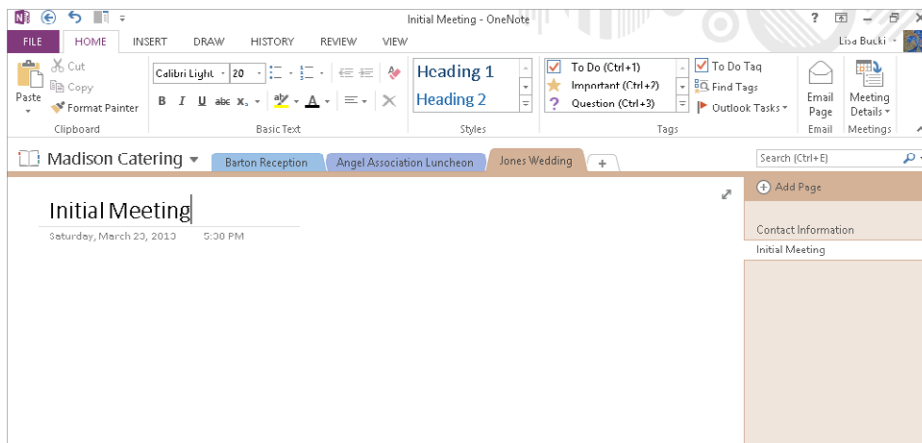 Initial Meeting - OneNote
?
FILE HOME INSERT DRAW HISTORY REVIEW VIEW Lisa Bucki
Paste
Cut
Copy
Format Painter
Clipboard
Calibri Light 20
B I U abc X₂ A
Basic Text
Heading 1
Heading 2
Styles
To Do (Ctrl+1)
Important (Ctrl+2)
Question (Ctrl+3)
To Do Tag
Find Tags
Outlook Tasks
Tags
Email
Page
Email
Meeting
Details
Meetings
Madison Catering Barton Reception Angel Association Luncheon Jones Wedding + Search (Ctrl+E)
Add Page
Initial Meeting
Saturday, March 23, 2013 5:30 PM
Contact Information
Initial Meeting